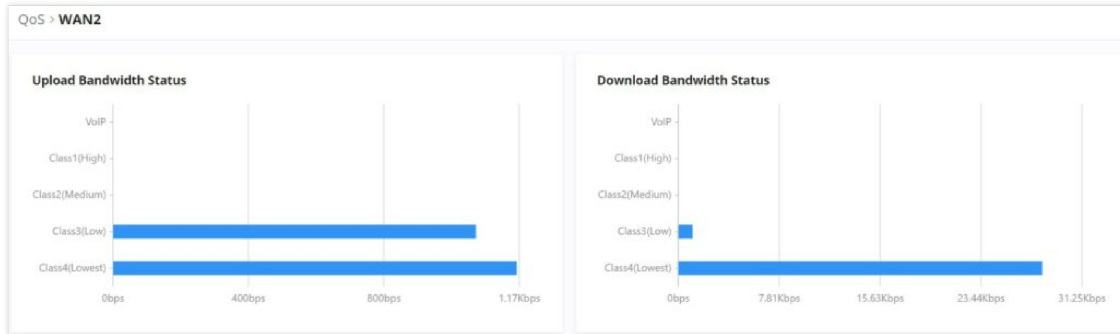 QoS > WAN2
Upload Bandwidth Status
VoIP
Class1(High)
Class2(Medium)
Class3(Low)
Class4(Lowest)
0bps 400bps 800bps 1.17Kbps
Download Bandwidth Status
VoIP
Class1(High)
Class2(Medium)
Class3(Low)
Class4(Lowest)
0bps 7.81Kbps 15.63Kbps 23.44Kbps 31.25Kbps